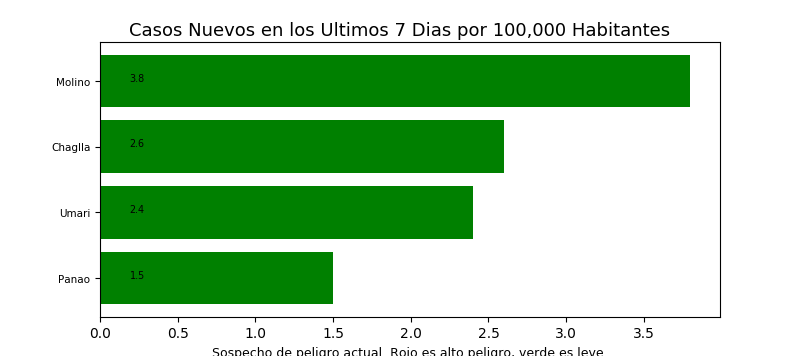 Casos Nuevos en los Ultimos 7 Dias por 100,000 Habitantes
Molino 3.8
Chaglla 2.6
Umari 2.4
Panao 1.5
0.0 0.5 1.0 1.5 2.0 2.5 3.0 3.5
Sospecho de peligro actual. Rojo es alto peligro, verde es leve